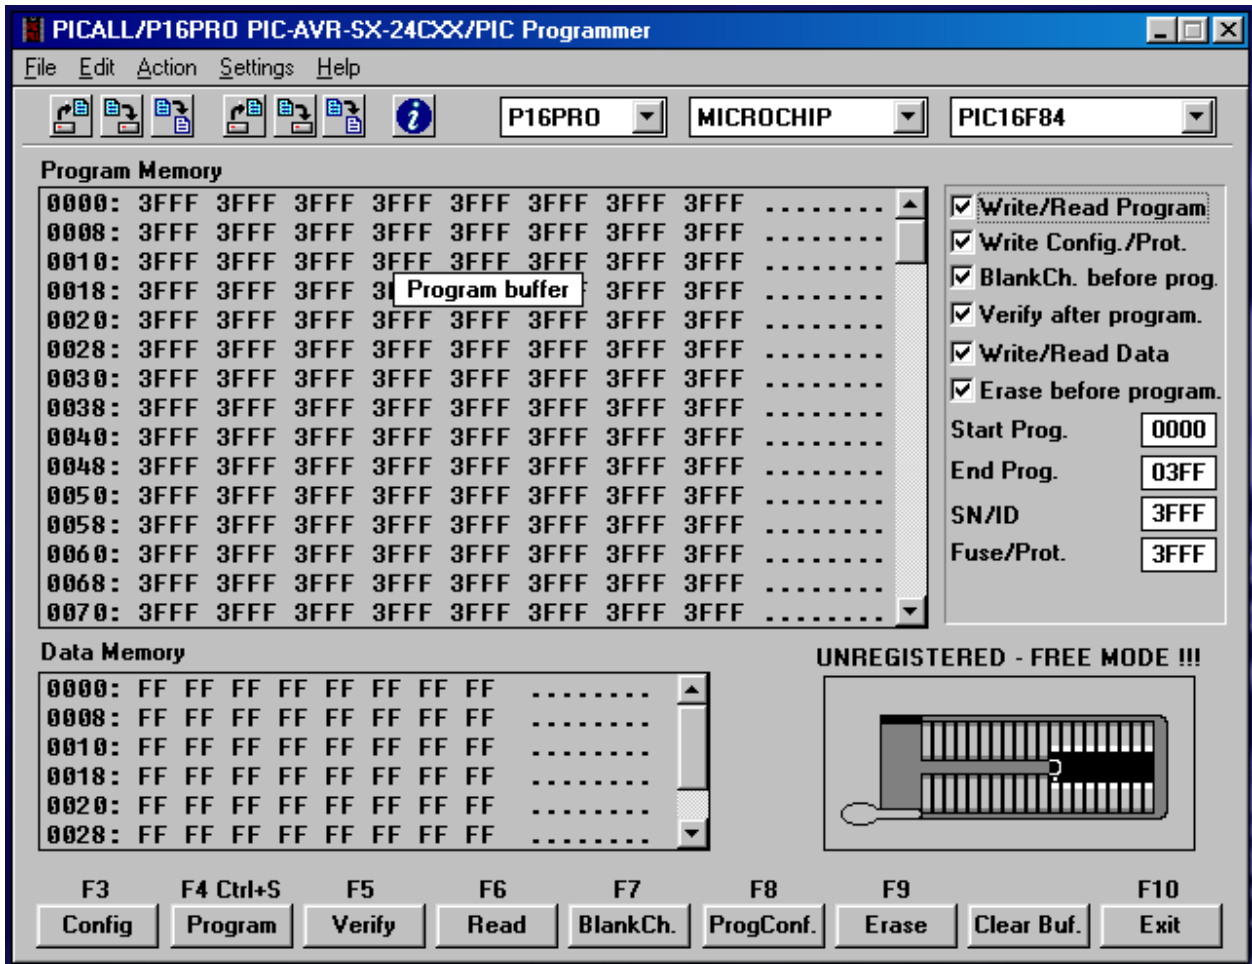 PICALL/P16PRO PIC-AVR-SX-24CXX/PIC Programmer
File Edit Action Settings Help
P16PRO MICROCHIP PIC16F84
Program Memory
0000: 3FFF 3FFF 3FFF 3FFF 3FFF 3FFF 3FFF 3FFF ........
0008: 3FFF 3FFF 3FFF 3FFF 3FFF 3FFF 3FFF 3FFF ........
0010: 3FFF 3FFF 3FFF 3FFF 3FFF 3FFF 3FFF 3FFF ........
0018: 3FFF 3FFF 3FFF 3FFF 3FFF ........
Program buffer
0020: 3FFF 3FFF 3FFF 3FFF 3FFF 3FFF 3FFF 3FFF ........
0028: 3FFF 3FFF 3FFF 3FFF 3FFF 3FFF 3FFF 3FFF ........
0030: 3FFF 3FFF 3FFF 3FFF 3FFF 3FFF 3FFF 3FFF ........
0038: 3FFF 3FFF 3FFF 3FFF 3FFF 3FFF 3FFF 3FFF ........
0040: 3FFF 3FFF 3FFF 3FFF 3FFF 3FFF 3FFF 3FFF ........
0048: 3FFF 3FFF 3FFF 3FFF 3FFF 3FFF 3FFF 3FFF ........
0050: 3FFF 3FFF 3FFF 3FFF 3FFF 3FFF 3FFF 3FFF ........
0058: 3FFF 3FFF 3FFF 3FFF 3FFF 3FFF 3FFF 3FFF ........
0060: 3FFF 3FFF 3FFF 3FFF 3FFF 3FFF 3FFF 3FFF ........
0068: 3FFF 3FFF 3FFF 3FFF 3FFF 3FFF 3FFF 3FFF ........
0070: 3FFF 3FFF 3FFF 3FFF 3FFF 3FFF 3FFF 3FFF ........
Write/Read Program
Write Config./Prot.
BlankCh. before prog.
Verify after program.
Write/Read Data
Erase before program.
Start Prog. 0000
End Prog. 03FF
SN/ID 3FFF
Fuse/Prot. 3FFF
Data Memory
0000: FF FF FF FF FF FF FF FF ........
0008: FF FF FF FF FF FF FF FF ........
0010: FF FF FF FF FF FF FF FF ........
0018: FF FF FF FF FF FF FF FF ........
0020: FF FF FF FF FF FF FF FF ........
0028: FF FF FF FF FF FF FF FF ........
UNREGISTERED - FREE MODE !!!
F3 F4 Ctrl+S F5 F6 F7 F8 F9 F10
Config Program Verify Read BlankCh. ProgConf. Erase Clear Buf. Exit